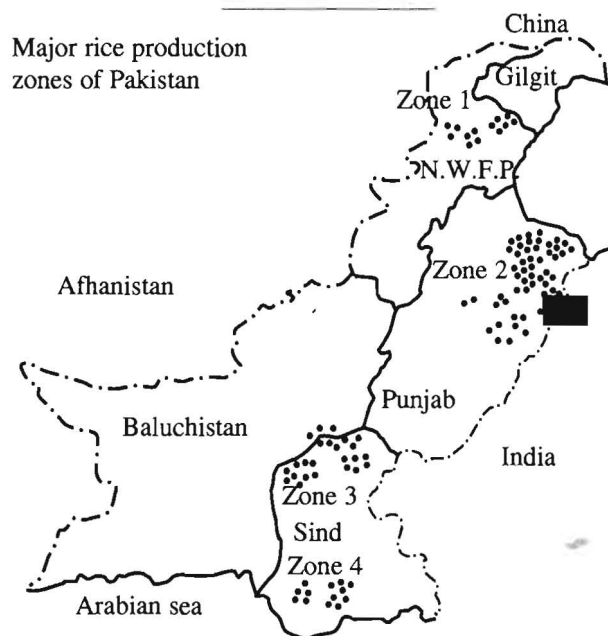 Major rice production
zones of Pakistan
China
Gilgit
Zone 1
N.W.F.P.
Zone 2
Afhanistan
Punjab
Baluchistan
India
Zone 3
Sind
Zone 4
Arabian sea